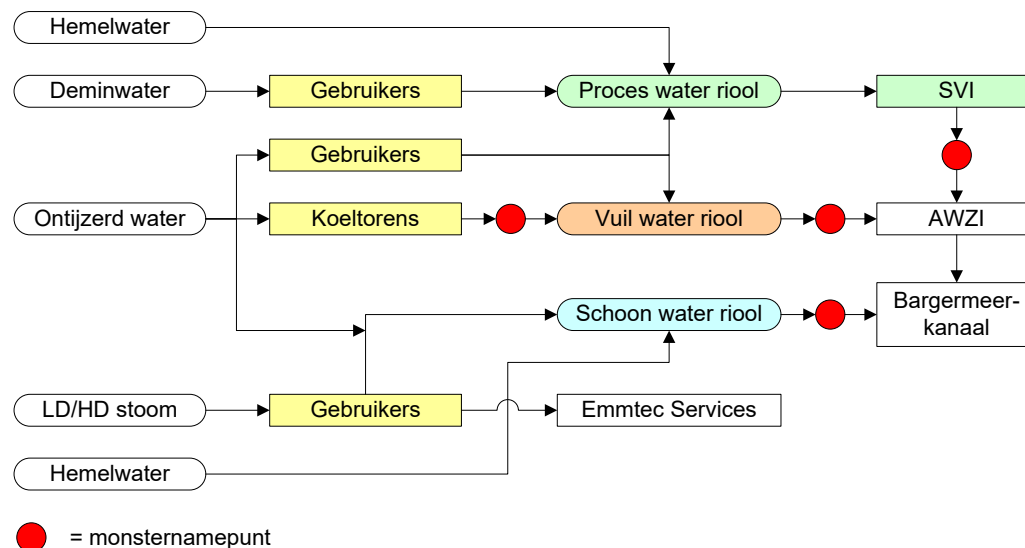 Hemelwater
Deminwater
Gebruikers
Proces water riool
SVI
Gebruikers
Ontijzerd water
Koeltorens
Vuil water riool
AWZI
Schoon water riool
Bargermeer-
kanaal
LD/HD stoom
Gebruikers
Emmtec Services
Hemelwater
= monsternamepunt